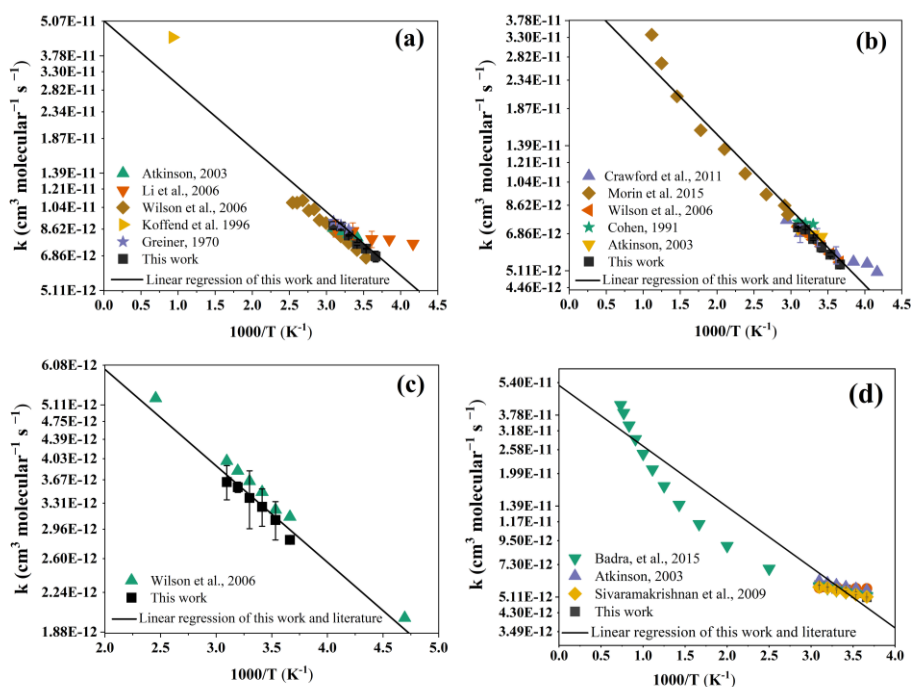 (a)
k (cm³ molecular⁻¹ s ⁻¹)
5.07E-11
3.78E-11
3.30E-11
2.82E-11
2.34E-11
1.87E-11
1.39E-11
1.21E-11
1.04E-11
8.62E-12
6.86E-12
5.11E-12
Atkinson, 2003
Li et al., 2006
Wilson et al., 2006
Koffend et al. 1996
Greiner, 1970
This work
Linear regression of this work and literature
0.0 0.5 1.0 1.5 2.0 2.5 3.0 3.5 4.0 4.5
1000/T (K⁻¹)
(b)
k (cm³ molecular⁻¹ s ⁻¹)
3.78E-11
3.30E-11
2.82E-11
2.34E-11
1.87E-11
1.39E-11
1.21E-11
1.04E-11
8.62E-12
6.86E-12
5.11E-12
4.46E-12
Crawford et al., 2011
Morin et al. 2015
Wilson et al., 2006
Cohen, 1991
Atkinson, 2003
This work
Linear regression of this work and literature
0.0 0.5 1.0 1.5 2.0 2.5 3.0 3.5 4.0 4.5
1000/T (K⁻¹)
(c)
k (cm³ molecular⁻¹ s ⁻¹)
6.08E-12
5.11E-12
4.75E-12
4.39E-12
4.03E-12
3.67E-12
3.31E-12
2.96E-12
2.60E-12
2.24E-12
1.88E-12
Wilson et al., 2006
This work
Linear regression of this work and literature
2.0 2.5 3.0 3.5 4.0 4.5 5.0
1000/T (K⁻¹)
(d)
k (cm³ molecular⁻¹ s ⁻¹)
5.40E-11
3.78E-11
3.18E-11
2.58E-11
1.99E-11
1.39E-11
1.17E-11
9.50E-12
7.30E-12
5.11E-12
4.30E-12
3.49E-12
Badra, et al., 2015
Atkinson, 2003
Sivaramakrishnan et al., 2009
This work
Linear regression of this work and literature
0.0 0.5 1.0 1.5 2.0 2.5 3.0 3.5 4.0
1000/T (K⁻¹)